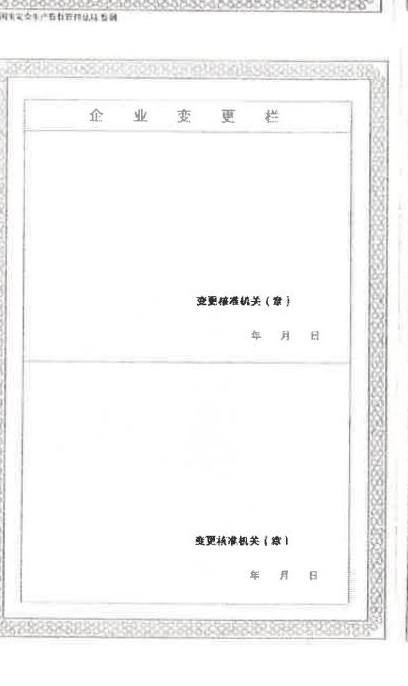 国家安全生产监督管理总局 监制
企 业 变 更 栏
变更核准机关（章）
年 月 日
变更核准机关（章）
年 月 日